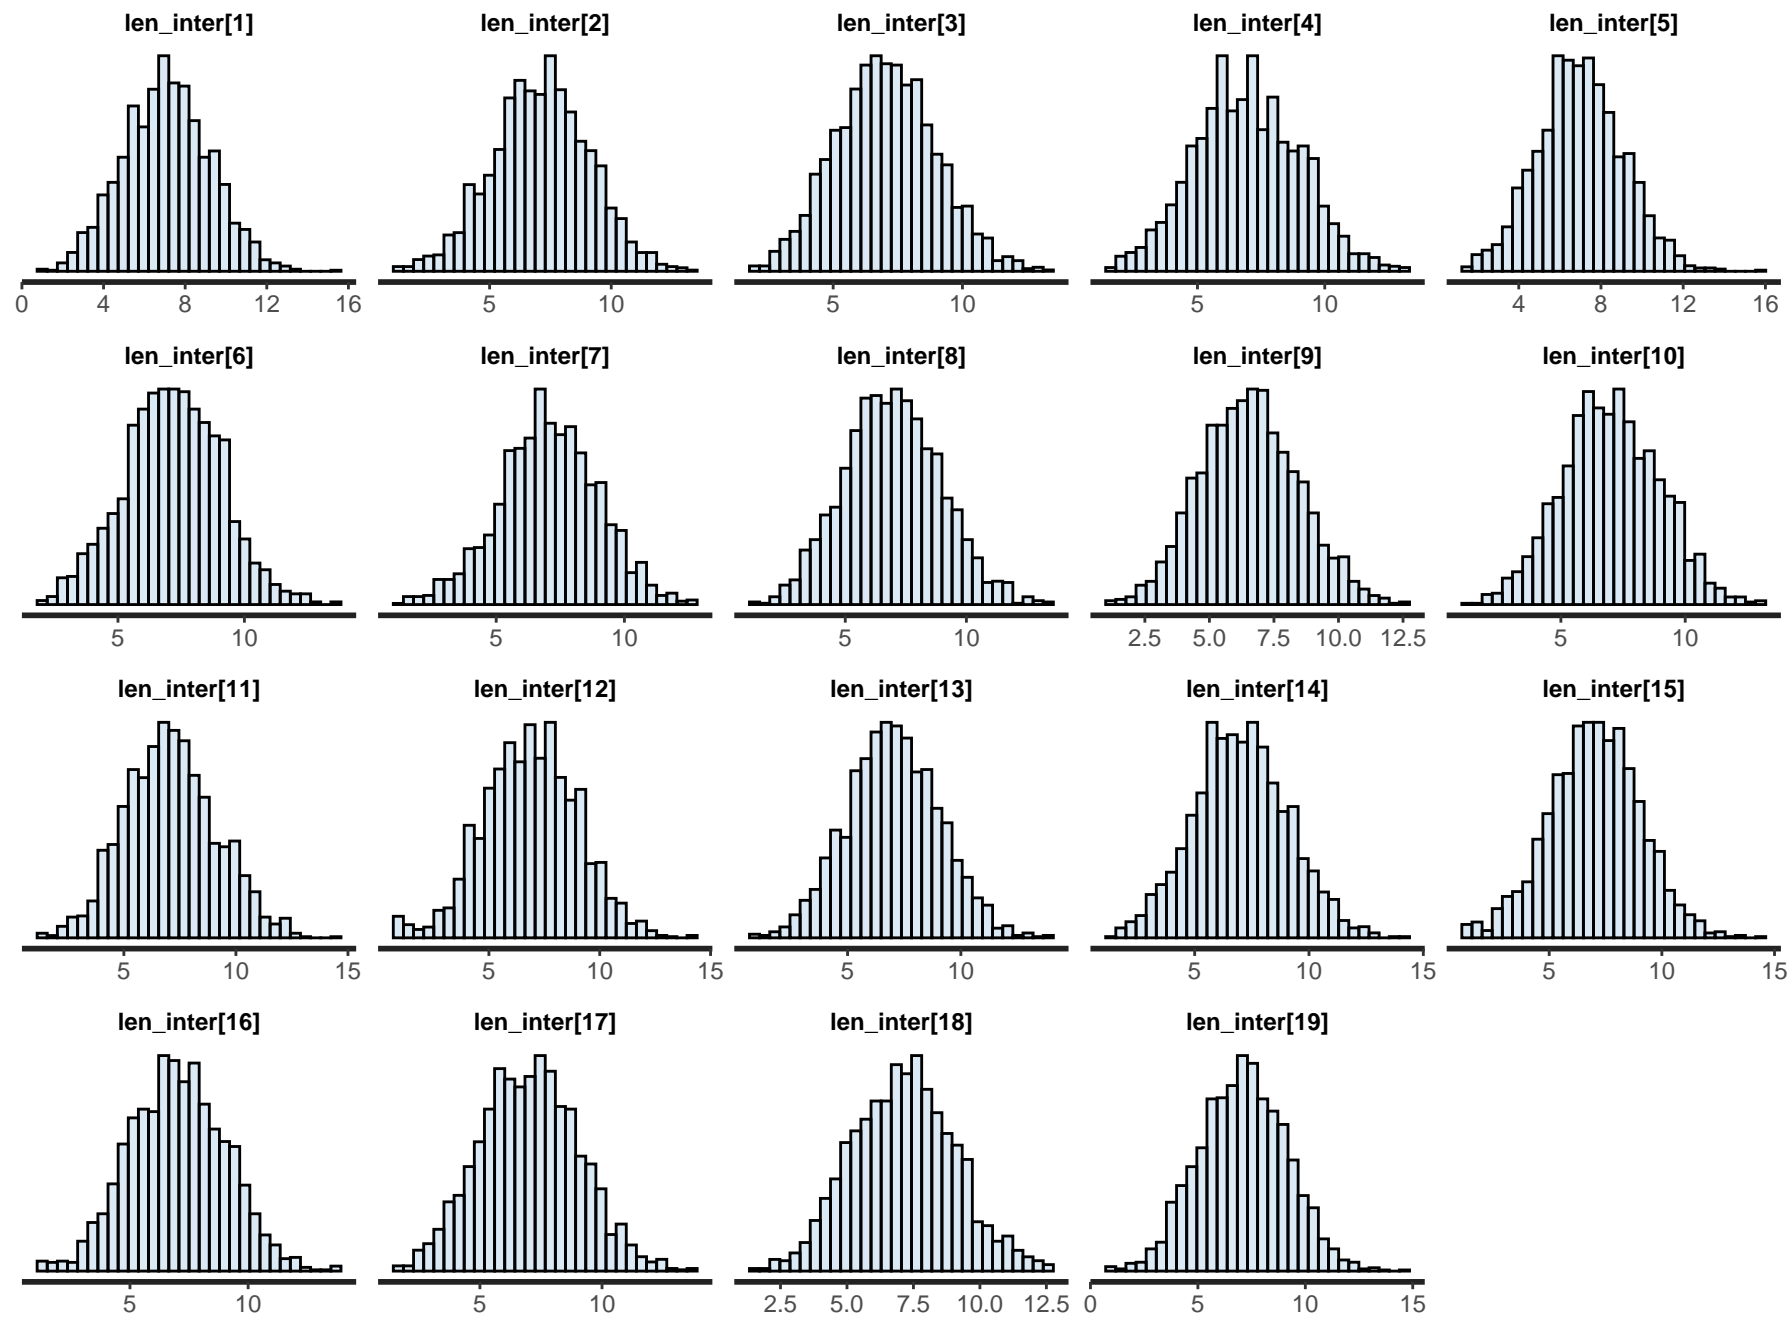 len_inter[1] len_inter[2] len_inter[3] len_inter[4] len_inter[5]
0 4 8 12 16 5 10 5 10 5 10 4 8 12 16
len_inter[6] len_inter[7] len_inter[8] len_inter[9] len_inter[10]
5 10 5 10 5 10 2.5 5.0 7.5 10.0 12.5 5 10
len_inter[11] len_inter[12] len_inter[13] len_inter[14] len_inter[15]
5 10 15 5 10 15 5 10 5 10 15 5 10 15
len_inter[16] len_inter[17] len_inter[18] len_inter[19]
5 10 5 10 2.5 5.0 7.5 10.0 12.5 0 5 10 15